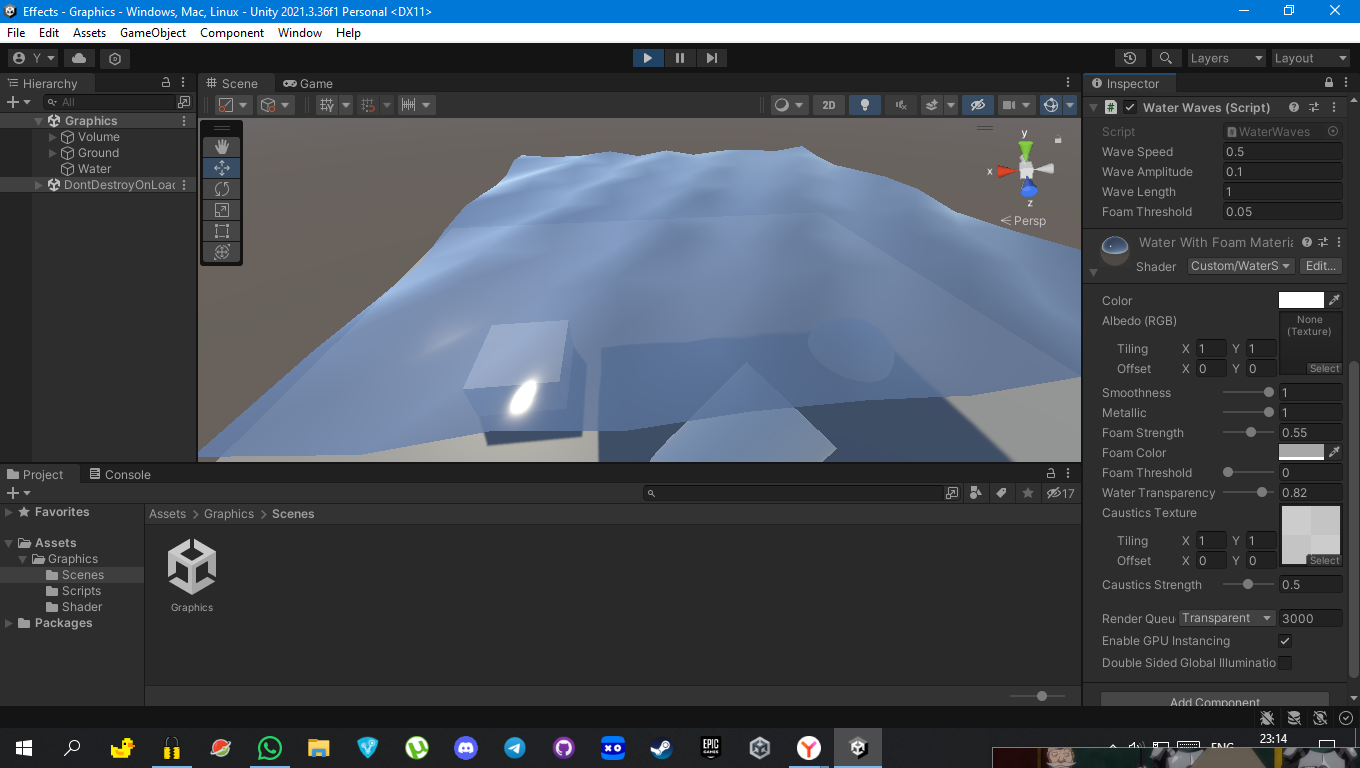 Effects - Graphics - Windows, Mac, Linux - Unity 2021.3.36f1 Personal <DX11>
File Edit Assets GameObject Component Window Help
Y
Layers
Layout
Hierarchy
All
Graphics
Volume
Ground
Water
DontDestroyOnLoad
Scene
Game
2D
y
x
z
Persp
Inspector
Water Waves (Script)
Script WaterWaves
Wave Speed 0.5
Wave Amplitude 0.1
Wave Length 1
Foam Threshold 0.05
Water With Foam Materia
Shader Custom/WaterS Edit...
Color
Albedo (RGB) None (Texture)
Tiling X 1 Y 1
Offset X 0 Y 0 Select
Smoothness 1
Metallic 1
Foam Strength 0.55
Foam Color
Foam Threshold 0
Water Transparency 0.82
Caustics Texture
Tiling X 1 Y 1
Offset X 0 Y 0 Select
Caustics Strength 0.5
Render Queu Transparent 3000
Enable GPU Instancing
Double Sided Global Illuminatio
Add Component
Project
Console
17
Favorites
Assets
Graphics
Scenes
Scripts
Shader
Packages
Assets > Graphics > Scenes
Graphics
XO
EPIC GAMES
Y
ENG
23:14